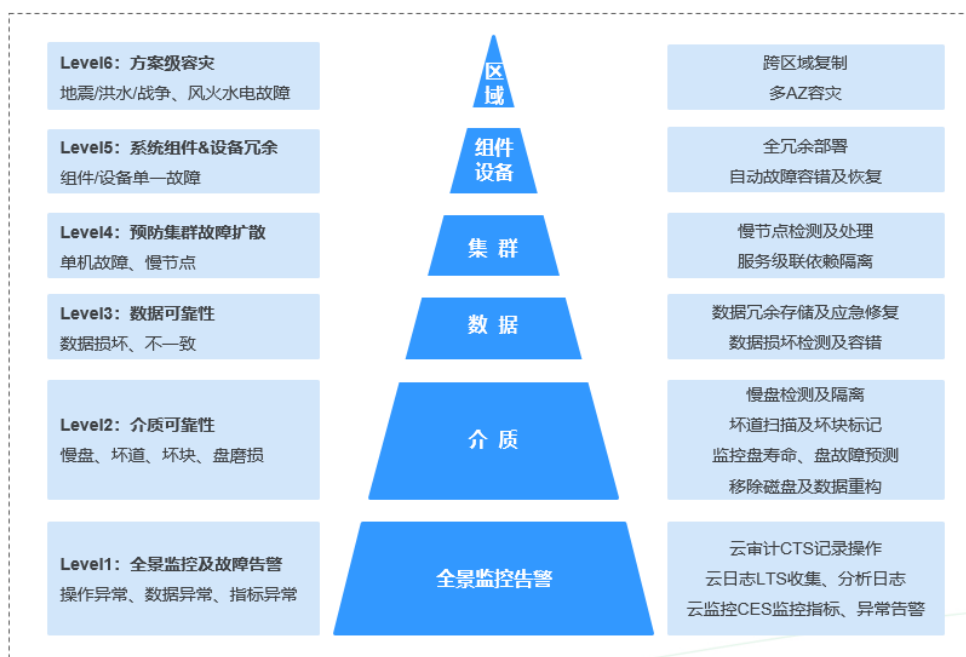 Level6：方案级容灾
地震/洪水/战争、风火水电故障
区
域
跨区域复制
多AZ容灾
Level5：系统组件&设备冗余
组件/设备单一故障
组件
设备
全冗余部署
自动故障容错及恢复
Level4：预防集群故障扩散
单机故障、慢节点
集 群
慢节点检测及处理
服务级联依赖隔离
Level3：数据可靠性
数据损坏、不一致
数 据
数据冗余存储及应急修复
数据损坏检测及容错
Level2：介质可靠性
慢盘、坏道、坏块、盘磨损
介 质
慢盘检测及隔离
坏道扫描及坏块标记
监控盘寿命、盘故障预测
移除磁盘及数据重构
Level1：全景监控及故障告警
操作异常、数据异常、指标异常
全景监控告警
云审计CTS记录操作
云日志LTS收集、分析日志
云监控CES监控指标、异常告警